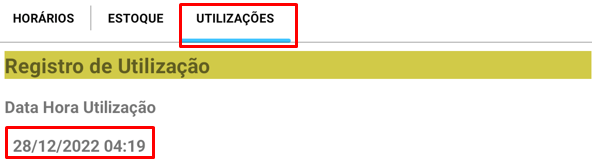 HORÁRIOS ESTOQUE UTILIZAÇÕES
Registro de Utilização
Data Hora Utilização
28/12/2022 04:19